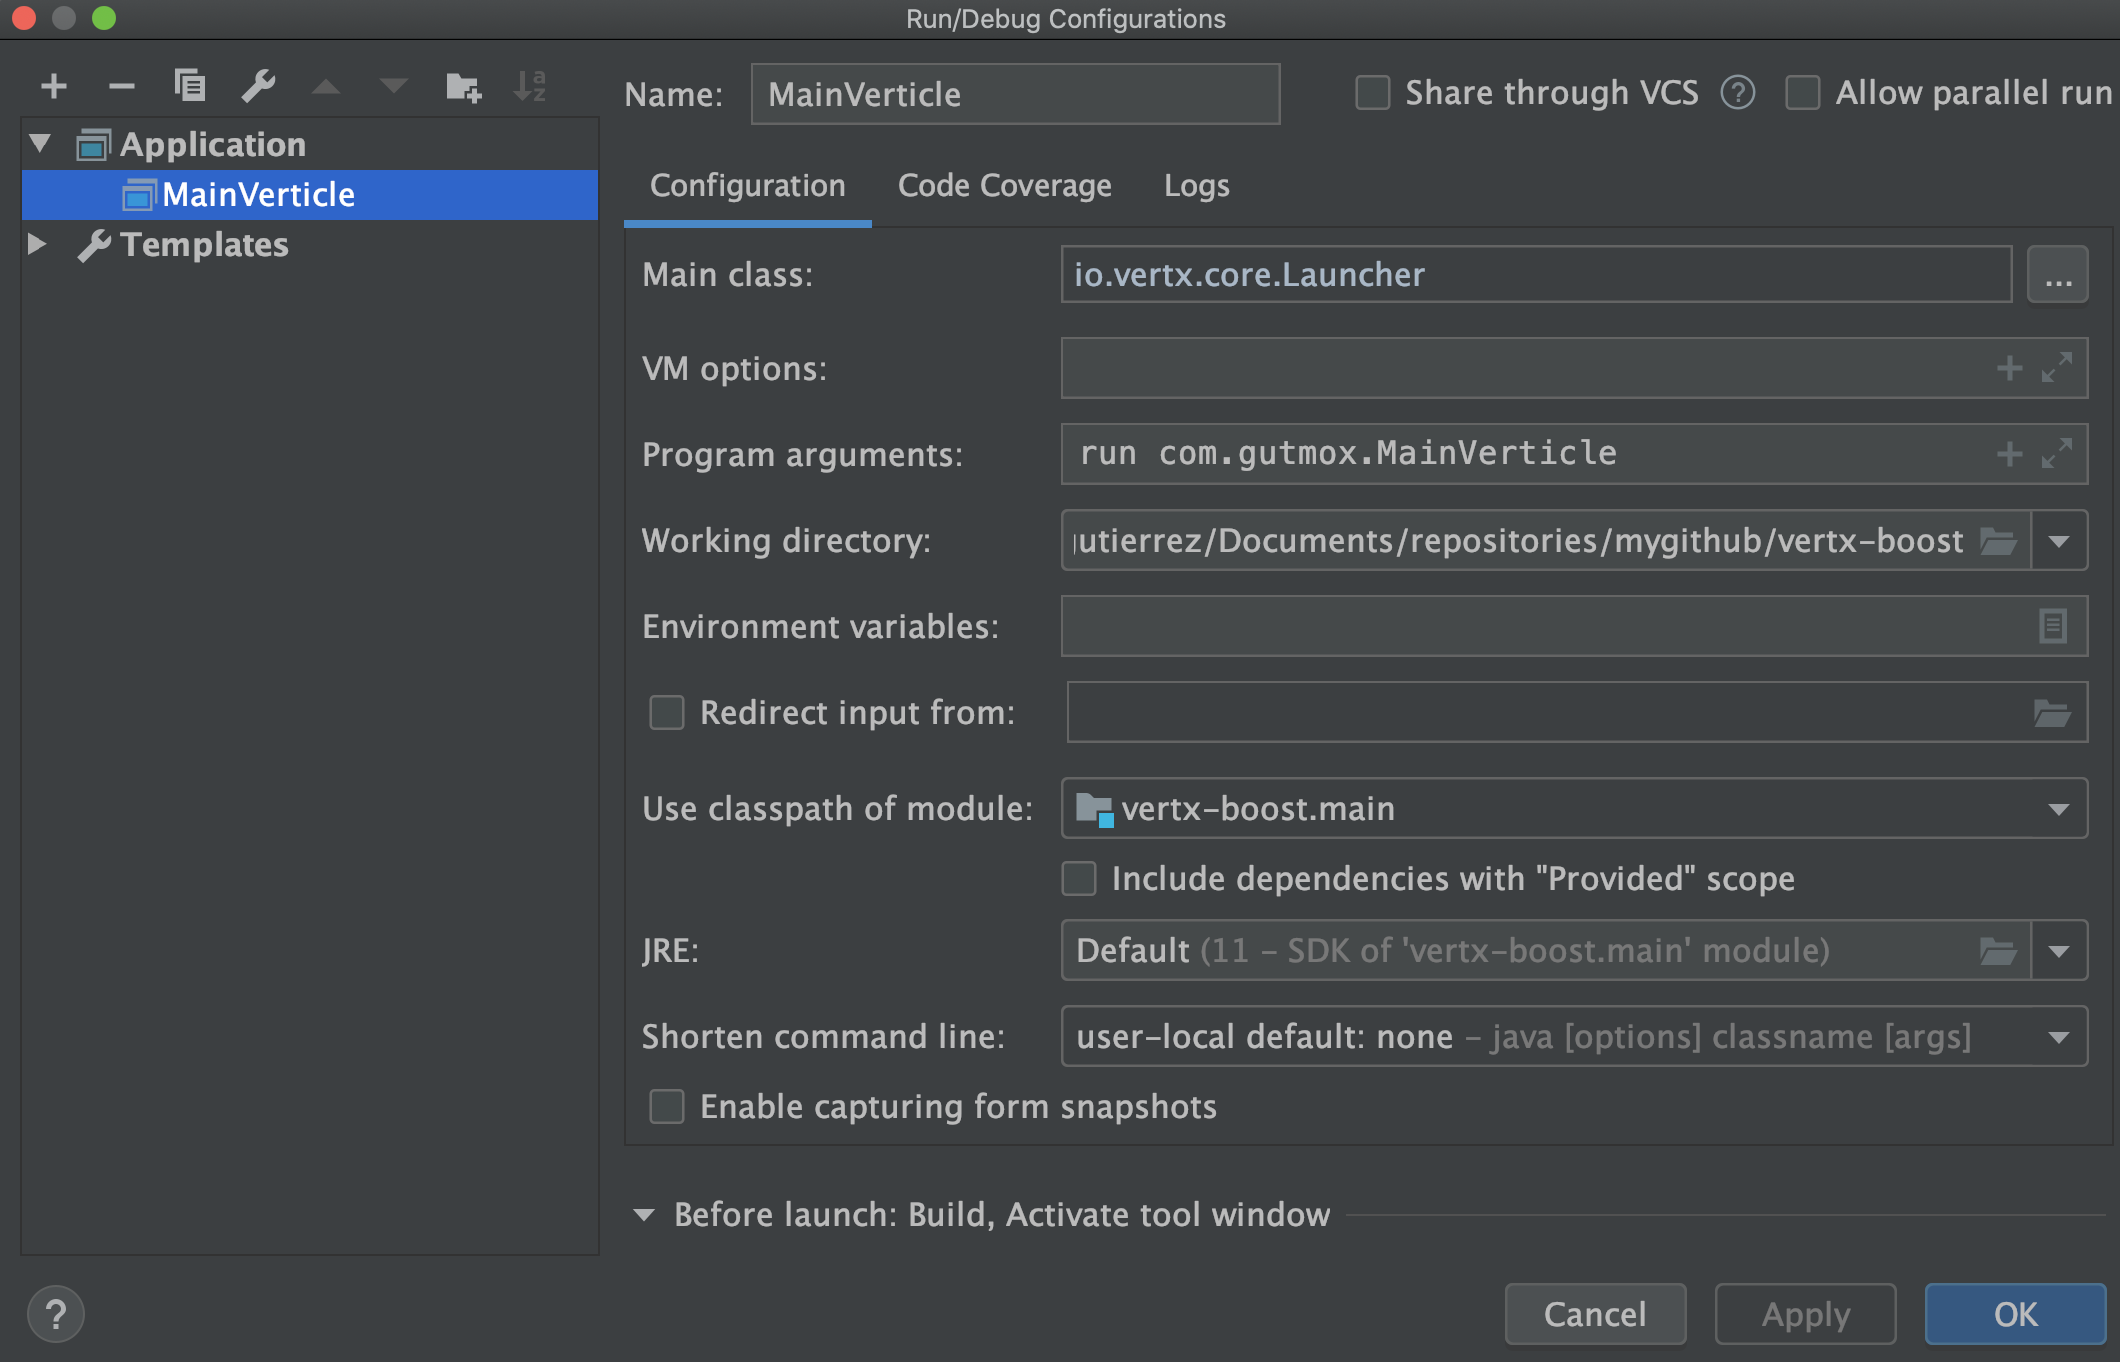 Run/Debug Configurations
Name: MainVerticle Share through VCS ? Allow parallel run
Application
MainVerticle
Templates
Configuration Code Coverage Logs
Main class: io.vertx.core.Launcher ...
VM options:
Program arguments: run com.gutmox.MainVerticle
Working directory: utierrez/Documents/repositories/mygithub/vertx-boost
Environment variables:
Redirect input from:
Use classpath of module: vertx-boost.main
Include dependencies with "Provided" scope
JRE: Default (11 – SDK of 'vertx-boost.main' module)
Shorten command line: user-local default: none – java [options] classname [args]
Enable capturing form snapshots
Before launch: Build, Activate tool window
? Cancel Apply OK